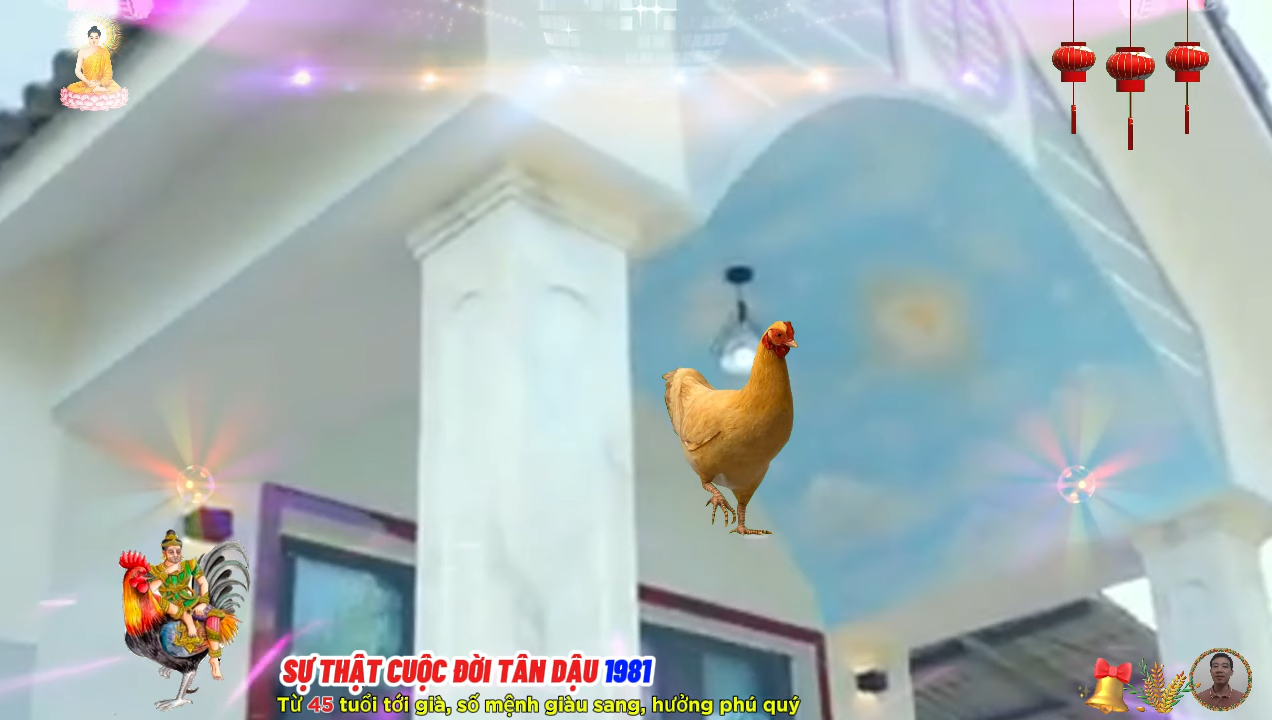 SỰ THẬT CUỘC ĐỜI TÂN DẬU 1981
Từ 45 tuổi tới già, số mệnh giàu sang, hưởng phú quý